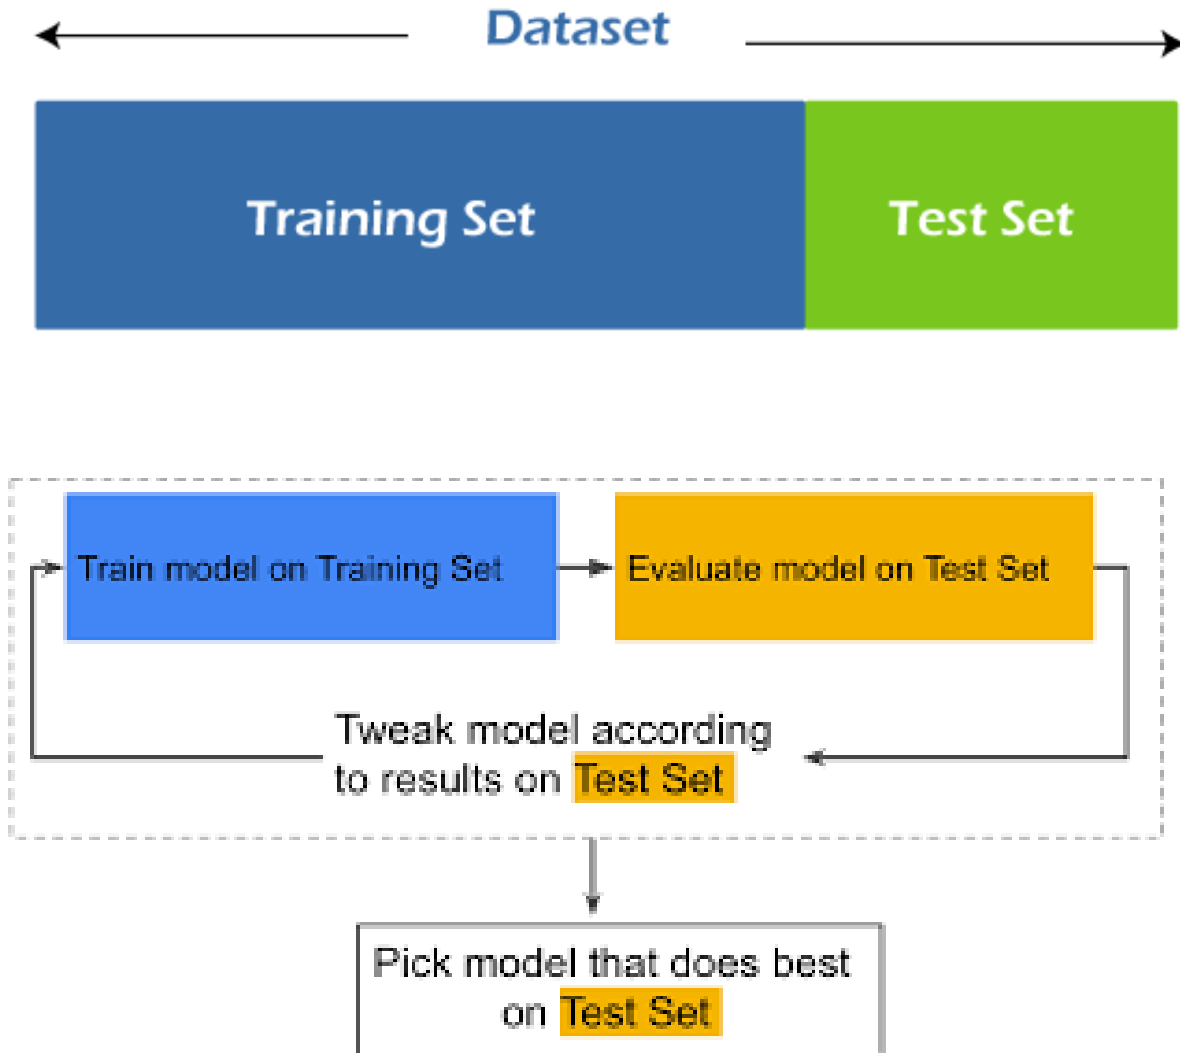 Dataset
Training Set
Test Set
Train model on Training Set
Evaluate model on Test Set
Tweak model according
to results on Test Set
Pick model that does best
on Test Set